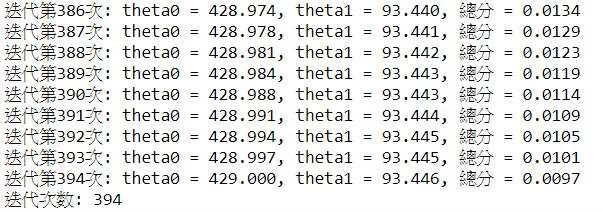 迭代第386次: theta0 = 428.974, theta1 = 93.440, 總分 = 0.0134
迭代第387次: theta0 = 428.978, theta1 = 93.441, 總分 = 0.0129
迭代第388次: theta0 = 428.981, theta1 = 93.442, 總分 = 0.0123
迭代第389次: theta0 = 428.984, theta1 = 93.443, 總分 = 0.0119
迭代第390次: theta0 = 428.988, theta1 = 93.443, 總分 = 0.0114
迭代第391次: theta0 = 428.991, theta1 = 93.444, 總分 = 0.0109
迭代第392次: theta0 = 428.994, theta1 = 93.445, 總分 = 0.0105
迭代第393次: theta0 = 428.997, theta1 = 93.445, 總分 = 0.0101
迭代第394次: theta0 = 429.000, theta1 = 93.446, 總分 = 0.0097
迭代次数: 394